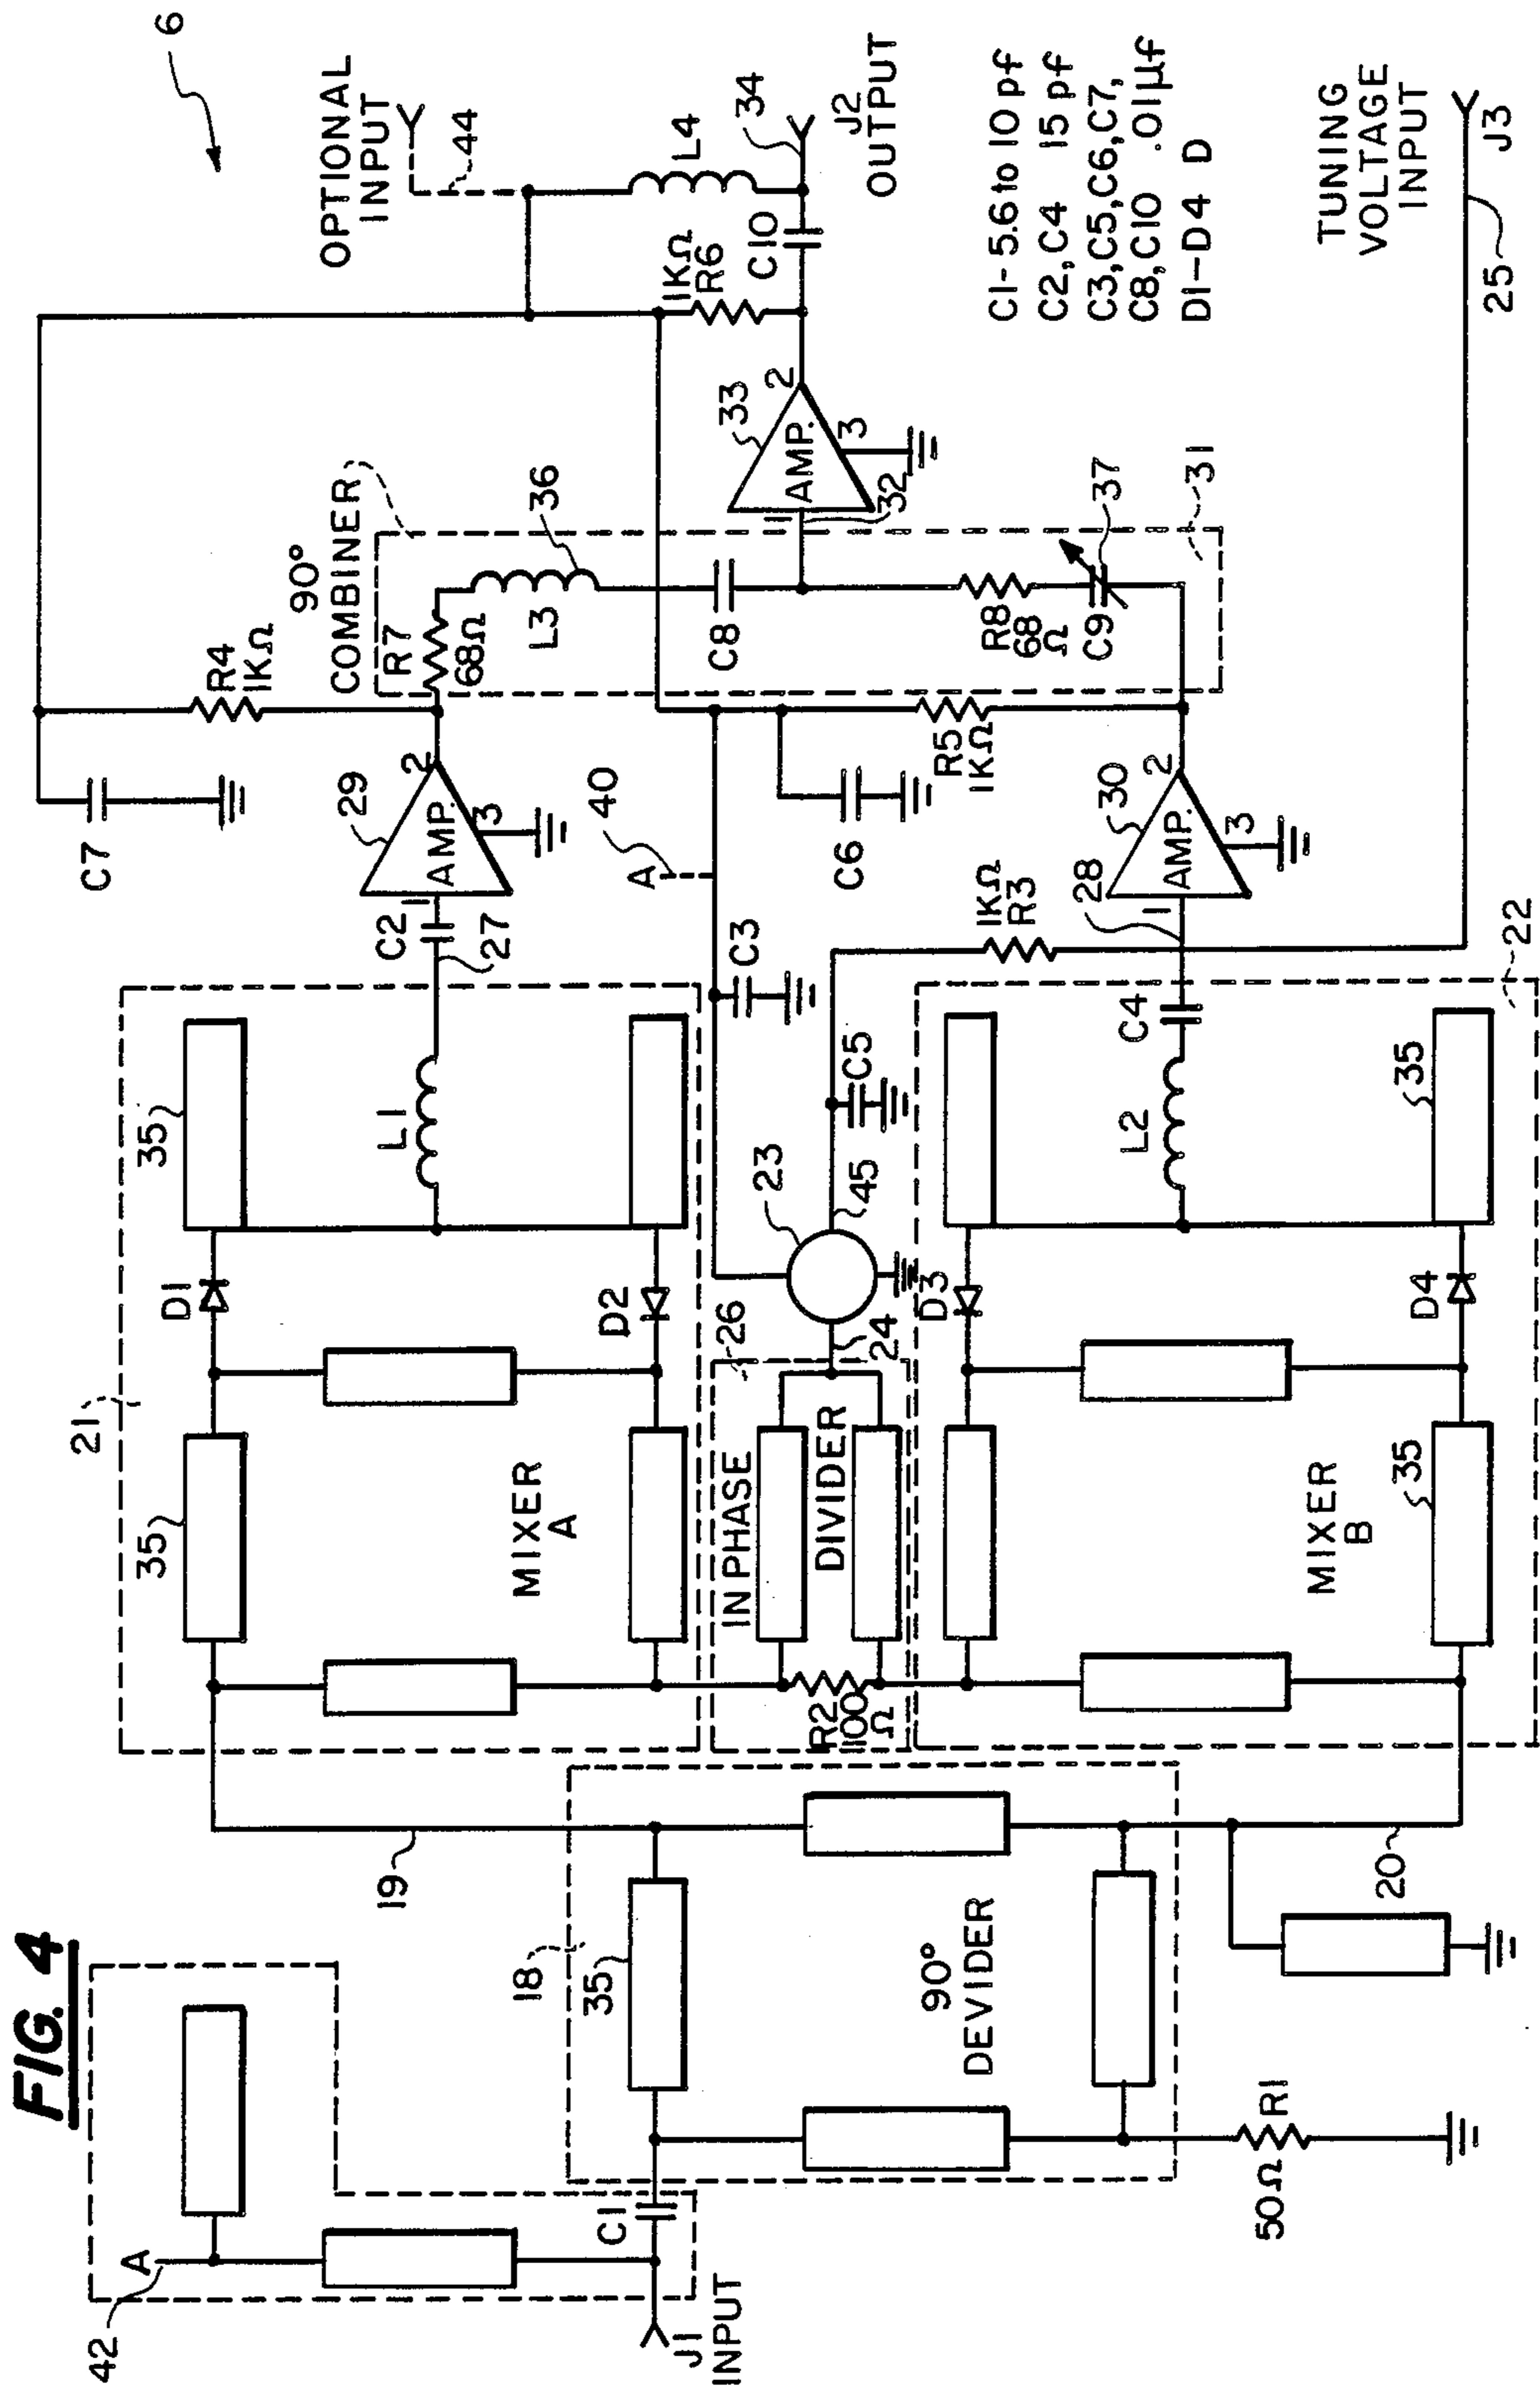 FIG. 4
6
42
A
J1
INPUT
C1
18
35
90°
DEVIDER
50Ω
R1
19
20
21
35
35
MIXER
A
D1
D2
L1
C2
27
1
AMP.
2
3
29
C7
R4
1KΩ
90°
COMBINER
R7
68Ω
L3
36
C8
R8
68
Ω
C9
37
31
1
32
AMP.
2
3
33
1KΩ
R6
C10
L4
34
J2
OUTPUT
OPTIONAL
INPUT
44
A
40
C3
C6
R5
1KΩ
IN PHASE
DIVIDER
26
R2
100
Ω
24
23
45
C5
1KΩ
R3
28
MIXER
B
35
35
D3
D4
L2
C4
1
AMP.
2
3
30
22
C1-5.6 to 10 pf
C2, C4 15 pf
C3, C5, C6, C7,
C8, C10 .01µf
D1-D4 D
TUNING
VOLTAGE
INPUT
25
J3